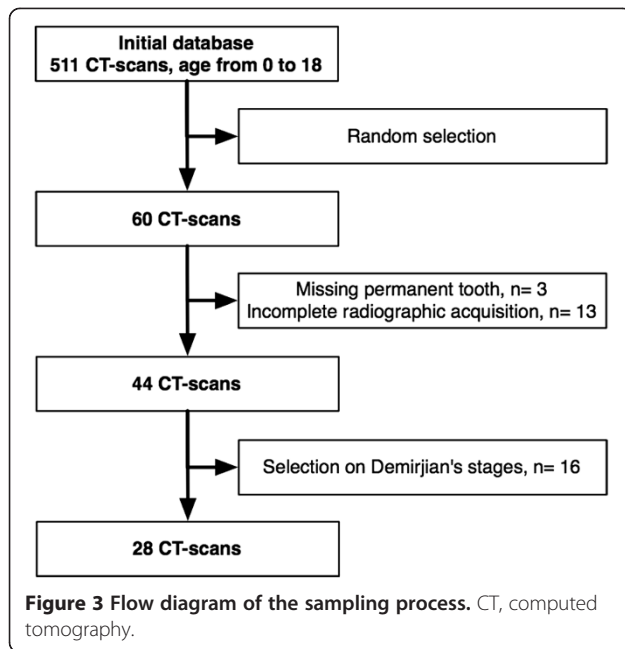 Initial database
511 CT-scans, age from 0 to 18
Random selection
60 CT-scans
Missing permanent tooth, n= 3
Incomplete radiographic acquisition, n= 13
44 CT-scans
Selection on Demirjian's stages, n= 16
28 CT-scans
Figure 3 Flow diagram of the sampling process. CT, computed
tomography.